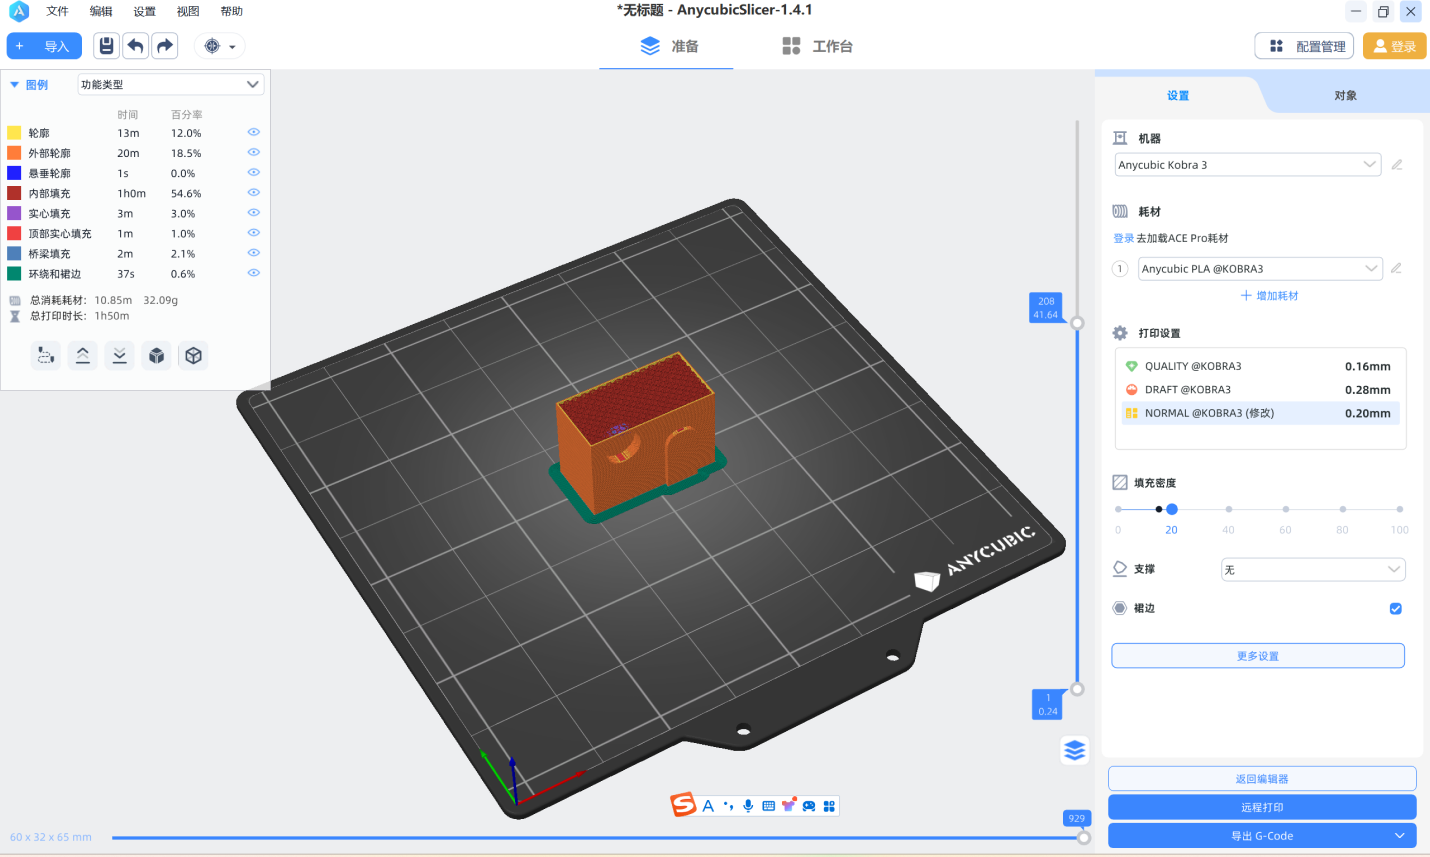 *无标题 - AnycubicSlicer-1.4.1
文件 编辑 设置 视图 帮助
+ 导入
准备
工作台
配置管理
登录
图例 功能类型
时间 百分率
轮廓 13m 12.0%
外部轮廓 20m 18.5%
悬垂轮廓 1s 0.0%
内部填充 1h0m 54.6%
实心填充 3m 3.0%
顶部实心填充 1m 1.0%
桥梁填充 2m 2.1%
环绕和裙边 37s 0.6%
总消耗耗材: 10.85m 32.09g
总打印时长: 1h50m
208
41.64
1
0.24
ANYCUBIC
929
60 x 32 x 65 mm
设置 对象
机器
Anycubic Kobra 3
耗材
登录 去加载ACE Pro耗材
1 Anycubic PLA @KOBRA3
+ 增加耗材
打印设置
QUALITY @KOBRA3 0.16mm
DRAFT @KOBRA3 0.28mm
NORMAL @KOBRA3 (修改) 0.20mm
填充密度
0 20 40 60 80 100
支撑 无
裙边
更多设置
返回编辑器
远程打印
导出 G-Code